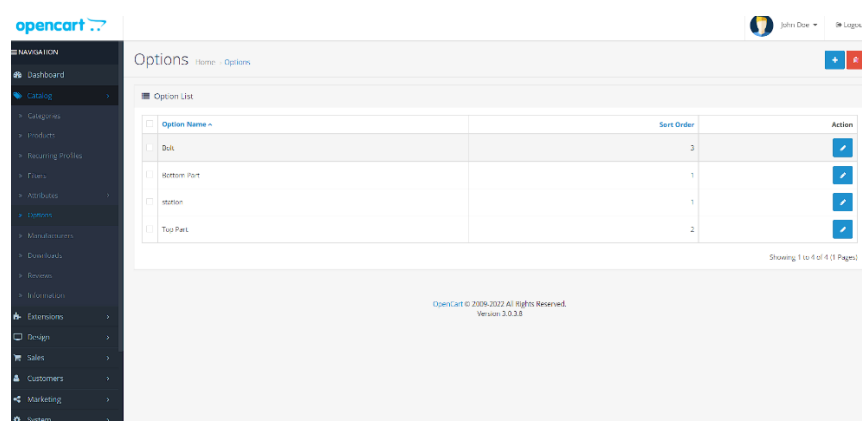 opencart
John Doe
Logou
NAVIGATION
Options
Home
Options
Dashboard
Catalog
Option List
Categories
Option Name
Sort Order
Action
Products
Bolt
3
Recurring Profiles
Filters
Bottom Part
1
Attributes
station
1
Options
Manufacturers
Top Part
2
Downloads
Showing 1 to 4 of 4 (1 Pages)
Reviews
Information
OpenCart © 2009-2022 All Rights Reserved.
Version 3.0.3.8
Extensions
Design
Sales
Customers
Marketing
System